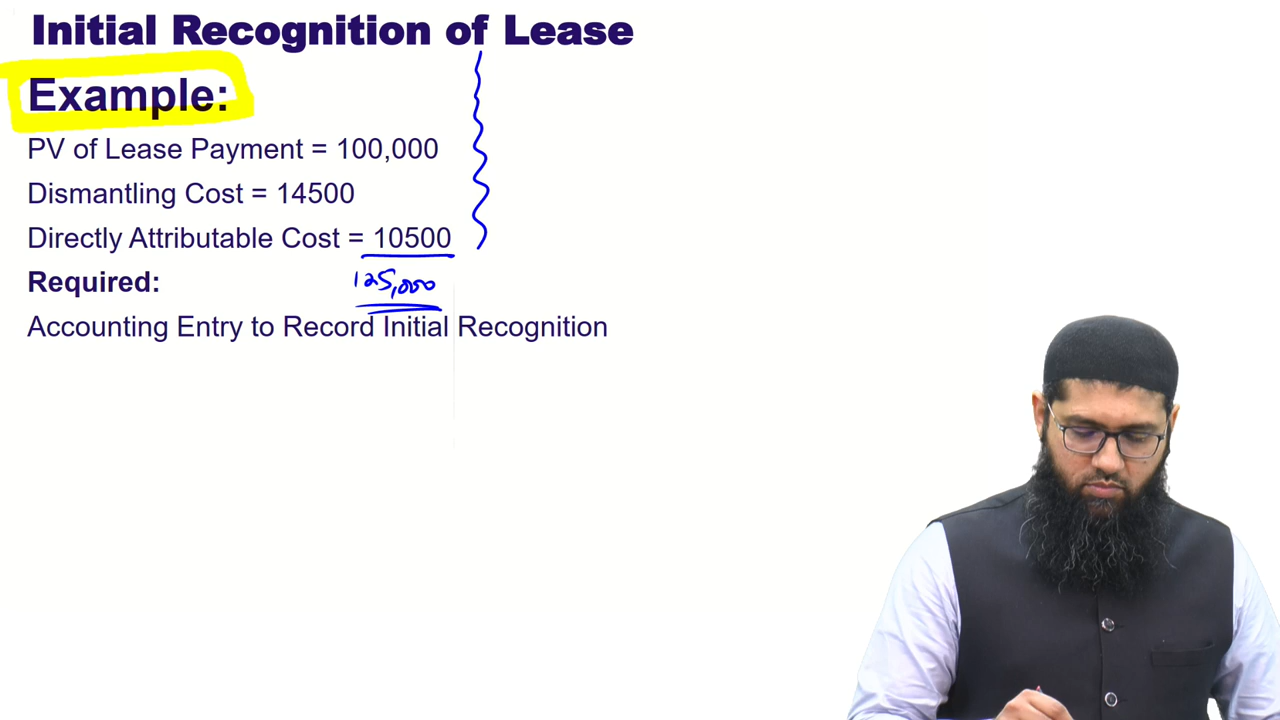 Initial Recognition of Lease
Example:
PV of Lease Payment = 100,000
Dismantling Cost = 14500
Directly Attributable Cost = 10500
125,000
Required:
Accounting Entry to Record Initial Recognition